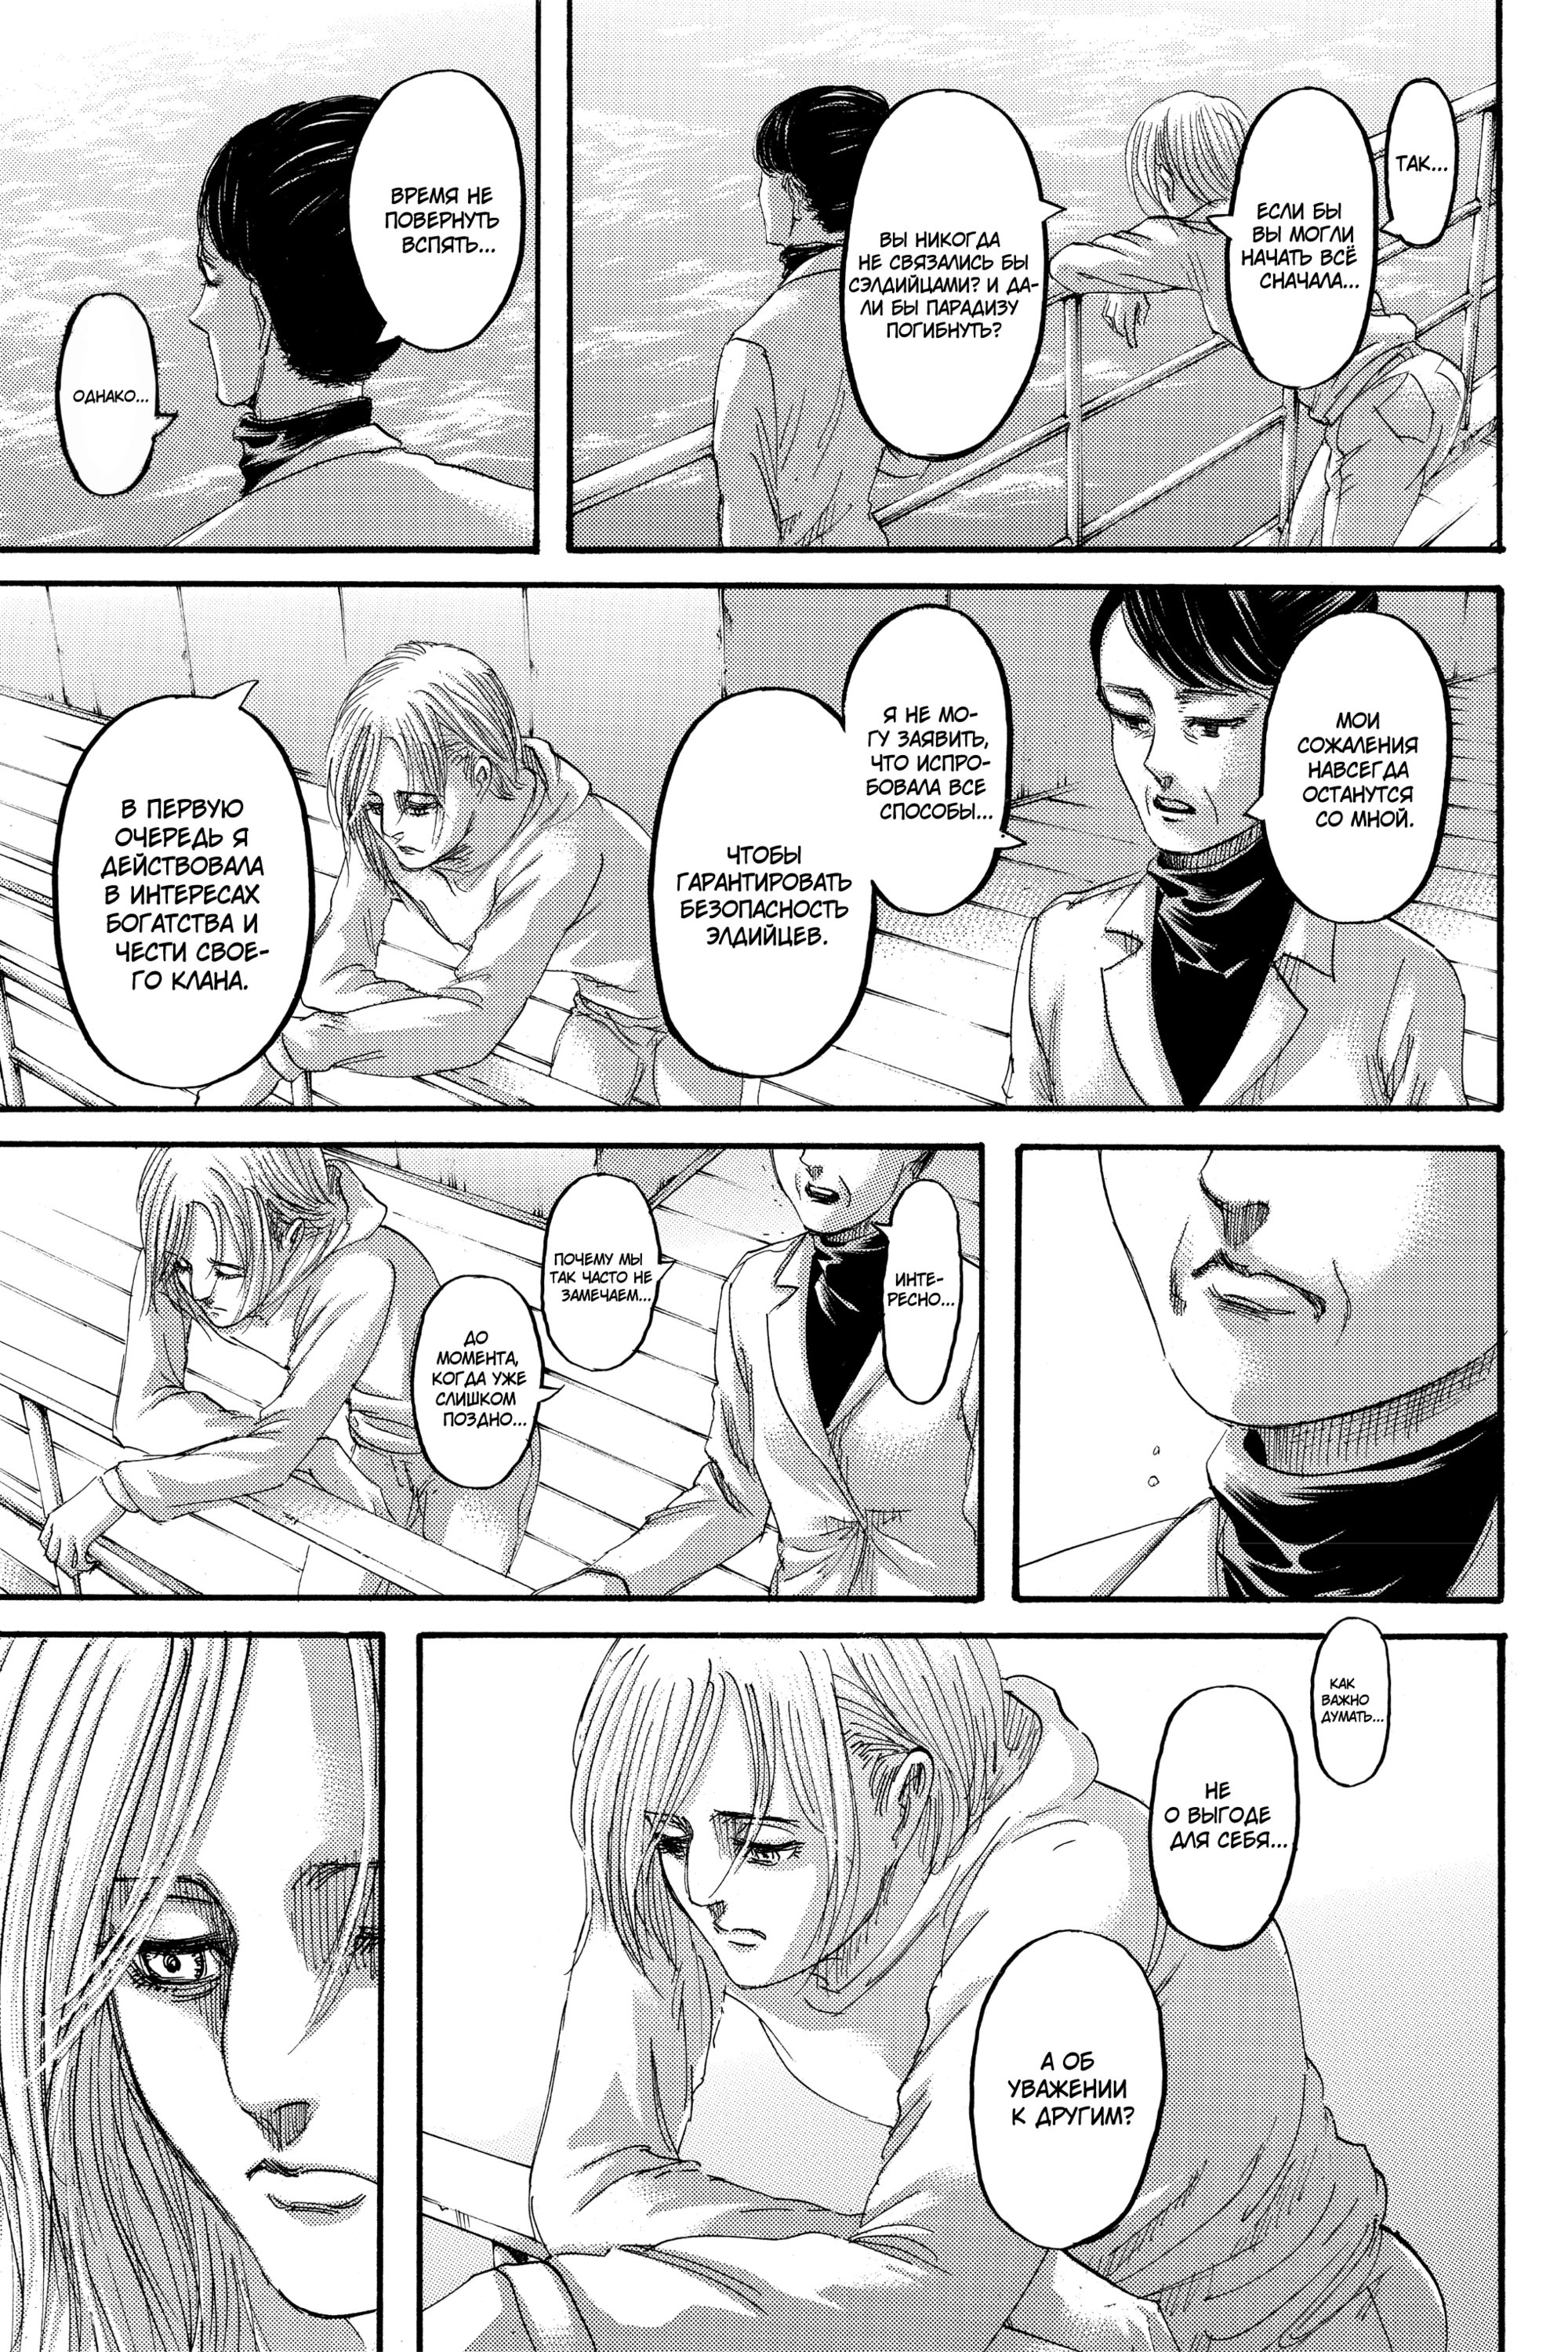 ТАК...
ЕСЛИ БЫ
ВЫ МОГЛИ
НАЧАТЬ ВСЁ
СНАЧАЛА...
ВЫ НИКОГДА
НЕ СВЯЗАЛИСЬ БЫ
СЭЛДИЙЦАМИ? И ДА-
ЛИ БЫ ПАРАДИЗУ
ПОГИБНУТЬ?
ВРЕМЯ НЕ
ПОВЕРНУТЬ
ВСПЯТЬ...
ОДНАКО...
МОИ
СОЖАЛЕНИЯ
НАВСЕГДА
ОСТАНУТСЯ
СО МНОЙ.
Я НЕ МО-
ГУ ЗАЯВИТЬ,
ЧТО ИСПРО-
БОВАЛА ВСЕ
СПОСОБЫ...
ЧТОБЫ
ГАРАНТИРОВАТЬ
БЕЗОПАСНОСТЬ
ЭЛДИЙЦЕВ.
В ПЕРВУЮ
ОЧЕРЕДЬ Я
ДЕЙСТВОВАЛА
В ИНТЕРЕСАХ
БОГАТСТВА И
ЧЕСТИ СВОЕ-
ГО КЛАНА.
ИНТЕ-
РЕСНО...
ПОЧЕМУ МЫ
ТАК ЧАСТО НЕ
ЗАМЕЧАЕМ...
ДО
МОМЕНТА,
КОГДА УЖЕ
СЛИШКОМ
ПОЗДНО...
КАК
ВАЖНО
ДУМАТЬ...
НЕ
О ВЫГОДЕ
ДЛЯ СЕБЯ...
А ОБ
УВАЖЕНИИ
К ДРУГИМ?